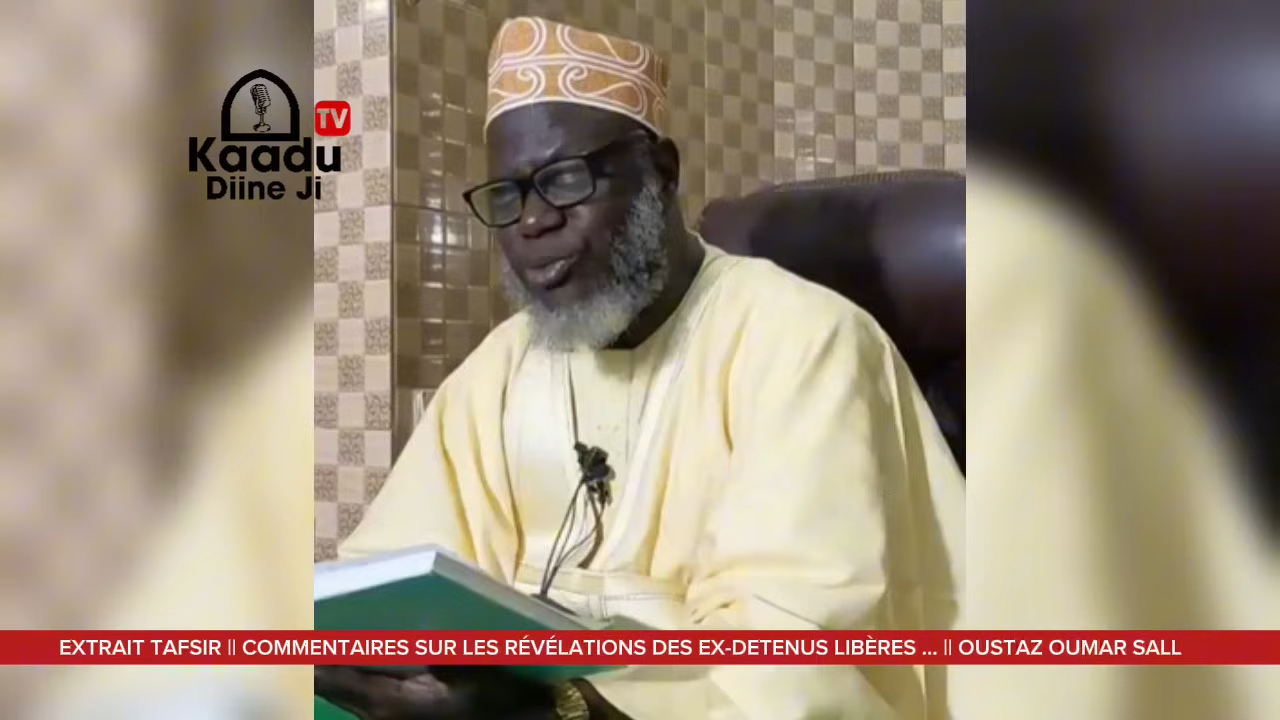 TV
Kaadu
Diine Ji
EXTRAIT TAFSIR || COMMENTAIRES SUR LES RÉVÉLATIONS DES EX-DETENUS LIBÈRES ... || OUSTAZ OUMAR SALL